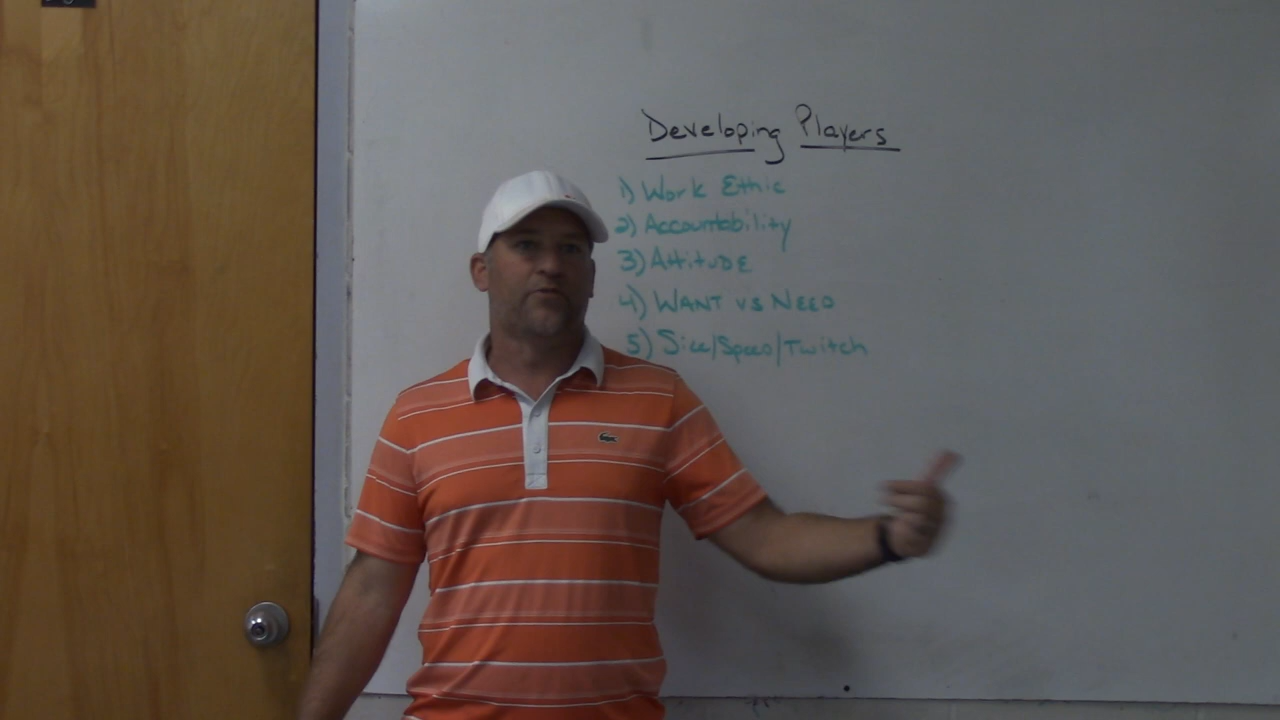 Developing Players
1) Work Ethic
2) Accountability
3) AttituDE
4) WANT vs NEED
5) Size/Speed/Twitch